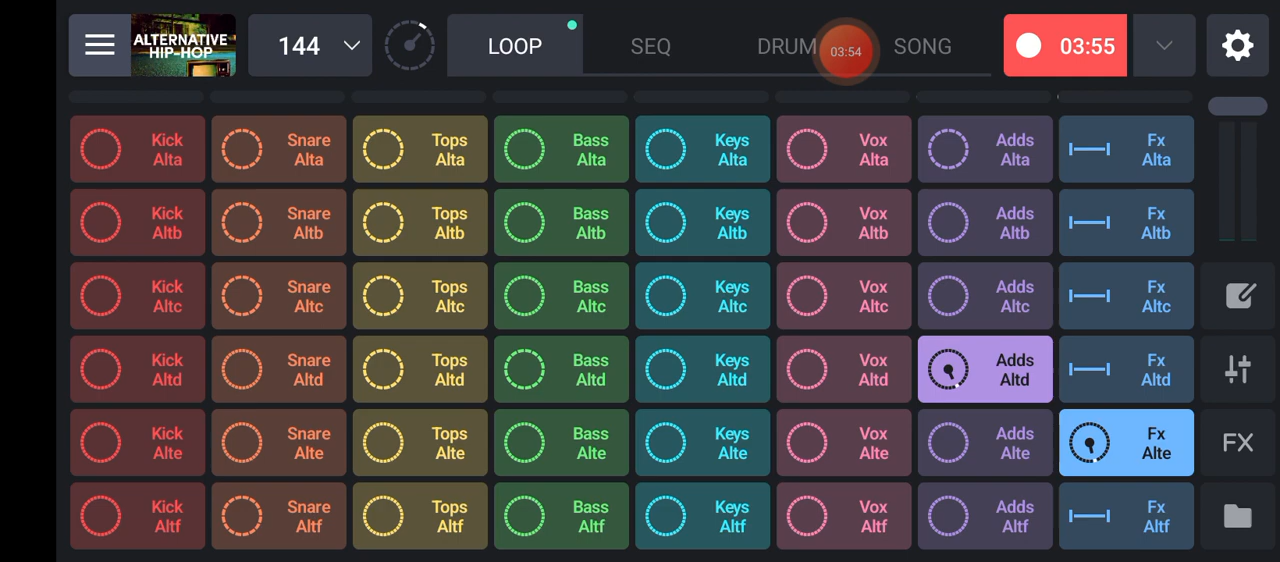 ALTERNATIVE
HIP-HOP
144
LOOP
SEQ
DRUM
03:54
SONG
03:55
Kick
Alta
Snare
Alta
Tops
Alta
Bass
Alta
Keys
Alta
Vox
Alta
Adds
Alta
Fx
Alta
Kick
Altb
Snare
Altb
Tops
Altb
Bass
Altb
Keys
Altb
Vox
Altb
Adds
Altb
Fx
Altb
Kick
Altc
Snare
Altc
Tops
Altc
Bass
Altc
Keys
Altc
Vox
Altc
Adds
Altc
Fx
Altc
Kick
Altd
Snare
Altd
Tops
Altd
Bass
Altd
Keys
Altd
Vox
Altd
Adds
Altd
Fx
Altd
Kick
Alte
Snare
Alte
Tops
Alte
Bass
Alte
Keys
Alte
Vox
Alte
Adds
Alte
Fx
Alte
FX
Kick
Altf
Snare
Altf
Tops
Altf
Bass
Altf
Keys
Altf
Vox
Altf
Adds
Altf
Fx
Altf